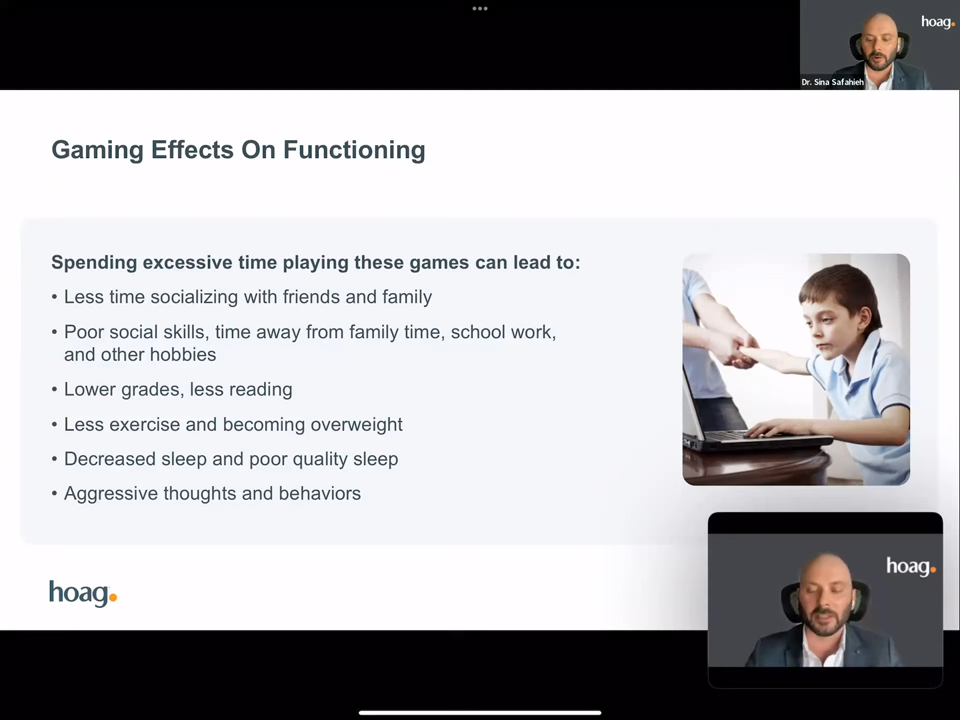 hoag.
Dr. Sina Safahieh
Gaming Effects On Functioning
Spending excessive time playing these games can lead to:
• Less time socializing with friends and family
• Poor social skills, time away from family time, school work,
and other hobbies
• Lower grades, less reading
• Less exercise and becoming overweight
• Decreased sleep and poor quality sleep
• Aggressive thoughts and behaviors
hoag.
hoag.